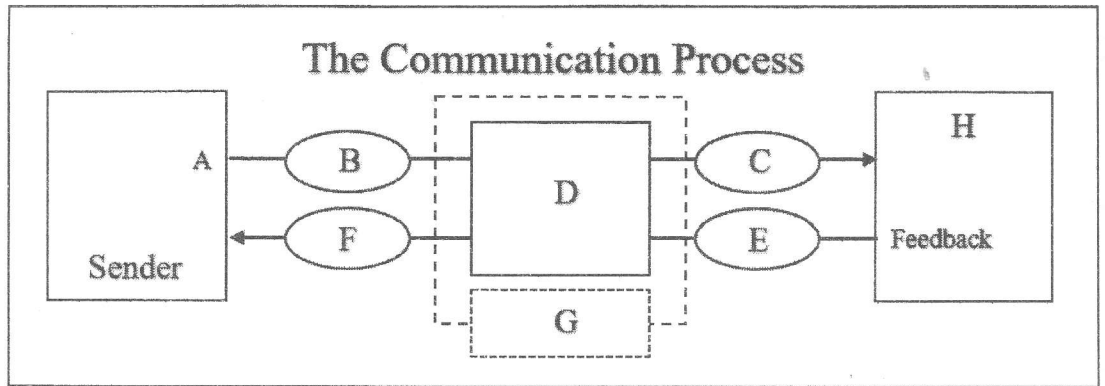 The Communication Process
H
A
B
C
D
F
E
Feedback
Sender
G